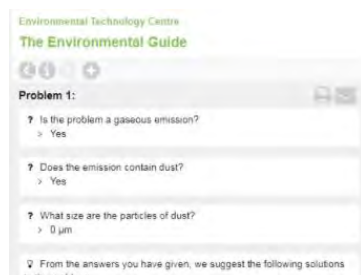 Environmental Technology Centre
The Environmental Guide
Problem 1:
? Is the problem a gaseous emission?
> Yes
? Does the emission contain dust?
> Yes
? What size are the particles of dust?
> 0 µm
From the answers you have given, we suggest the following solutions